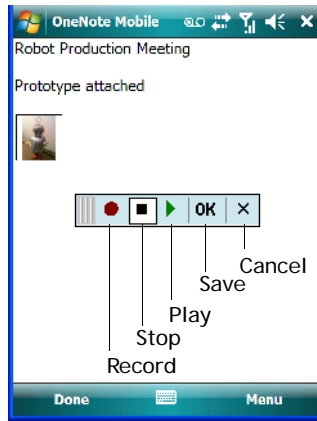 OneNote Mobile
Robot Production Meeting
Prototype attached
OK
Cancel
Save
Play
Stop
Record
Done Menu